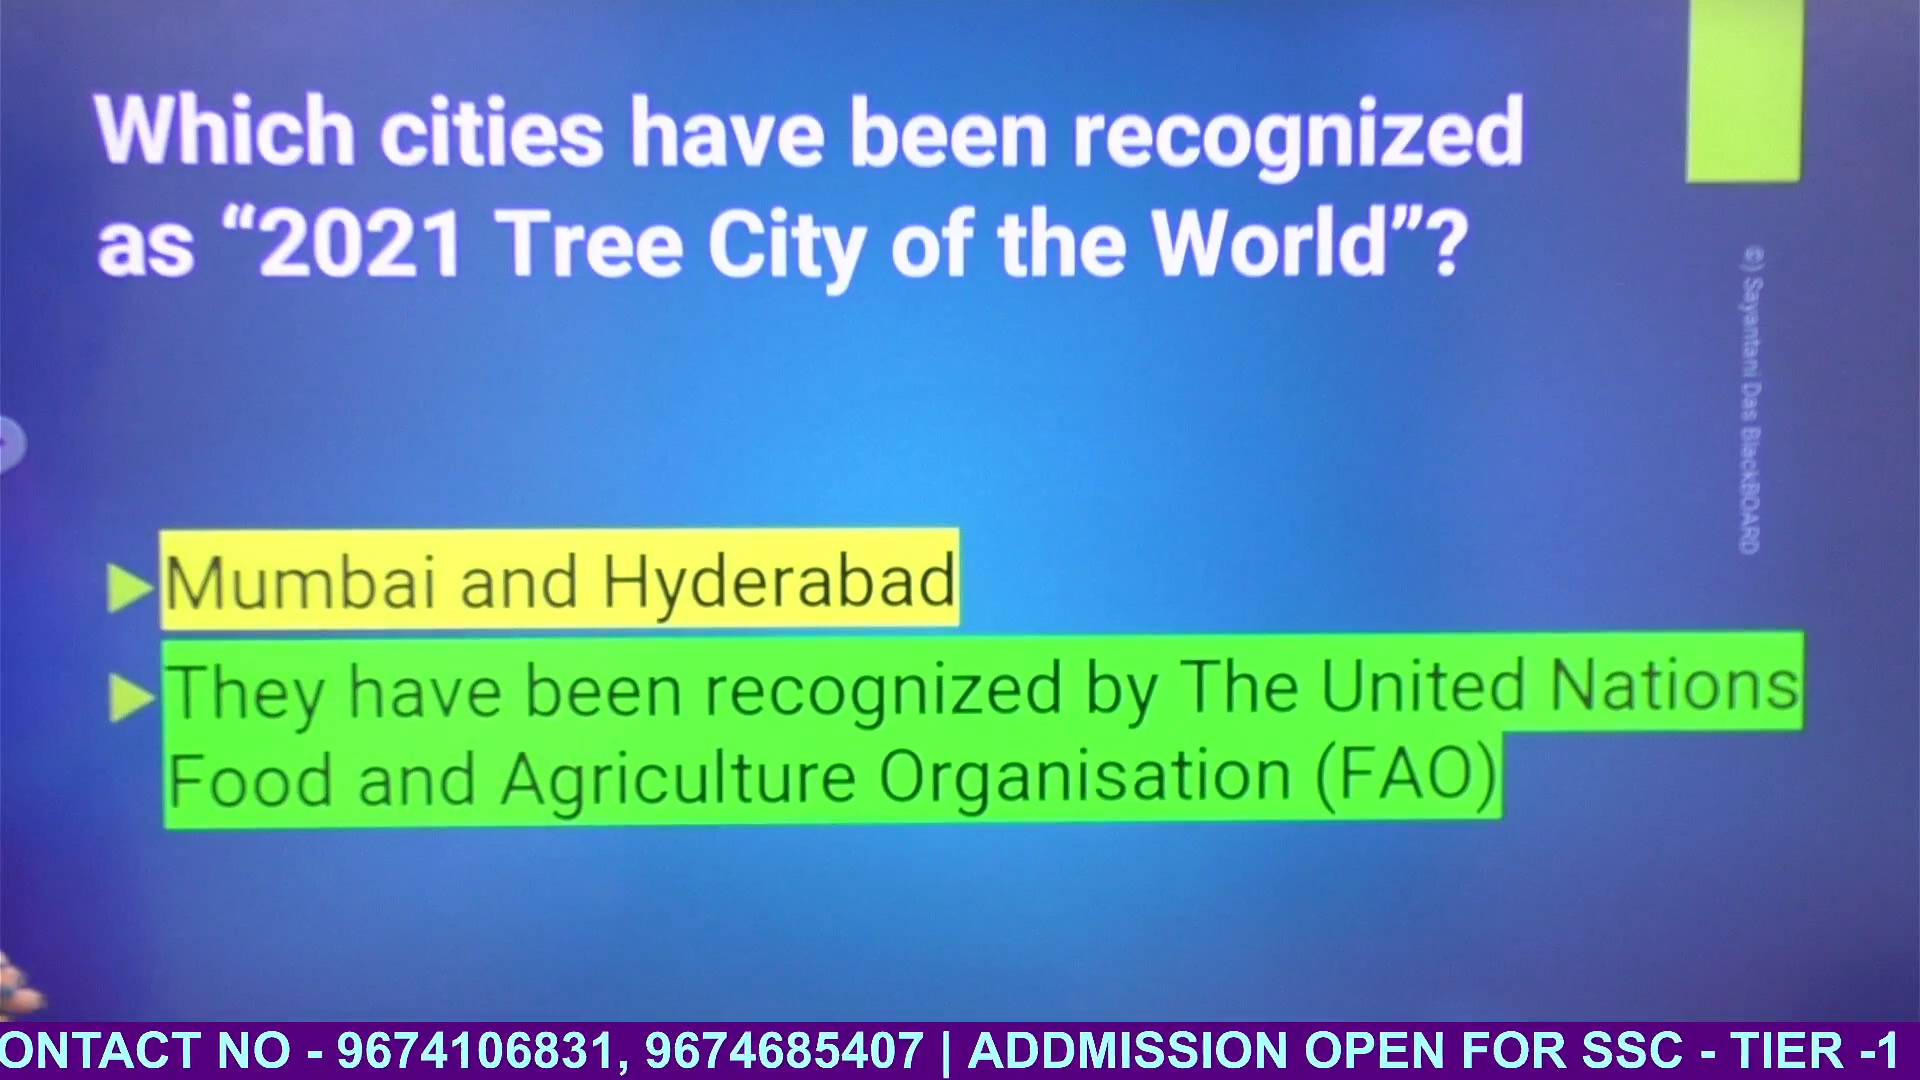 Which cities have been recognized
as “2021 Tree City of the World”?
©) Sayantani Das BlackBOARD
Mumbai and Hyderabad
They have been recognized by The United Nations
Food and Agriculture Organisation (FAO)
ONTACT NO - 9674106831, 9674685407 | ADDMISSION OPEN FOR SSC - TIER -1